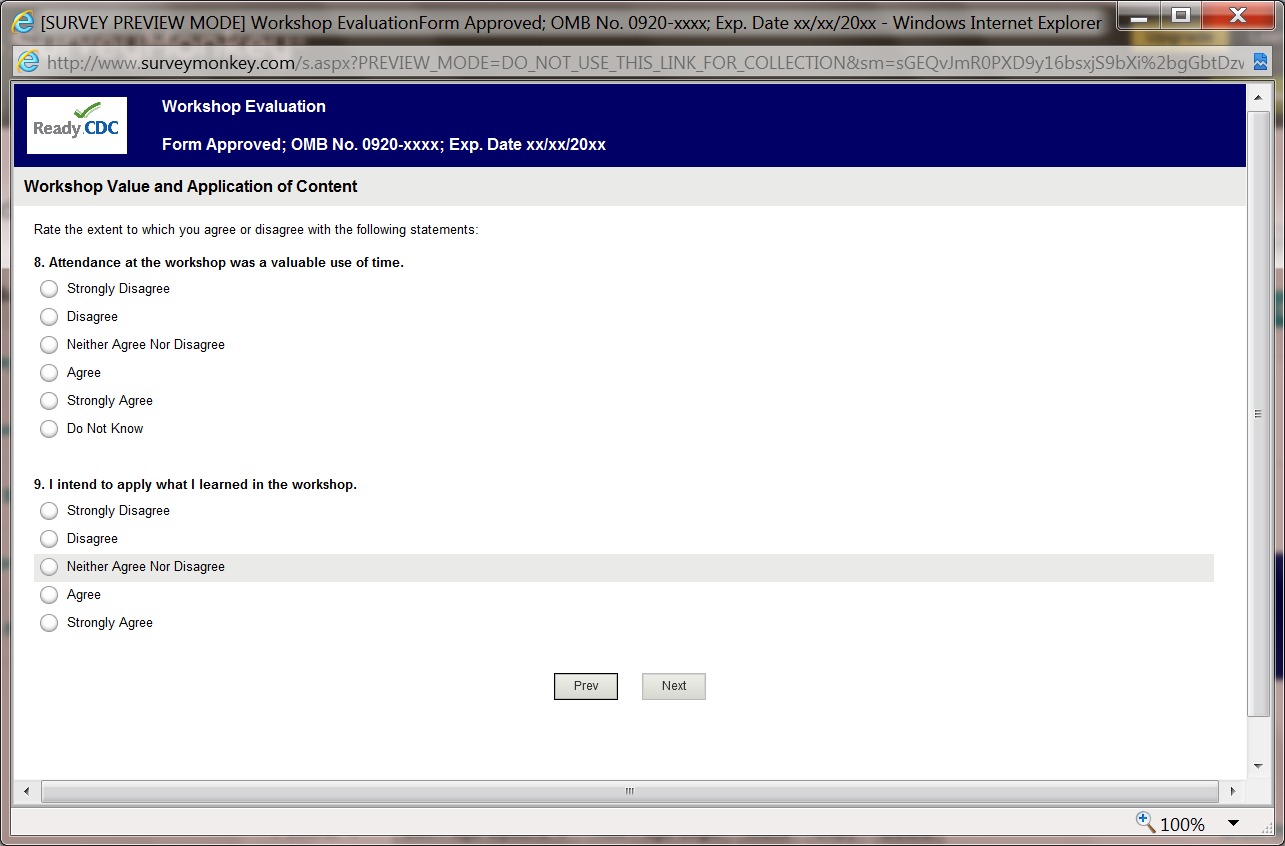 [SURVEY PREVIEW MODE] Workshop EvaluationForm Approved; OMB No. 0920-xxxx; Exp. Date xx/xx/20xx - Windows Internet Explorer
http://www.surveymonkey.com/s.aspx?PREVIEW_MODE=DO_NOT_USE_THIS_LINK_FOR_COLLECTION&sm=sGEQvJmR0PXD9y16bsxjS9bXi%2bgGbtDzv
Ready CDC
Workshop Evaluation
Form Approved; OMB No. 0920-xxxx; Exp. Date xx/xx/20xx
Workshop Value and Application of Content
Rate the extent to which you agree or disagree with the following statements:
8. Attendance at the workshop was a valuable use of time.
Strongly Disagree
Disagree
Neither Agree Nor Disagree
Agree
Strongly Agree
Do Not Know
9. I intend to apply what I learned in the workshop.
Strongly Disagree
Disagree
Neither Agree Nor Disagree
Agree
Strongly Agree
Prev Next
100%